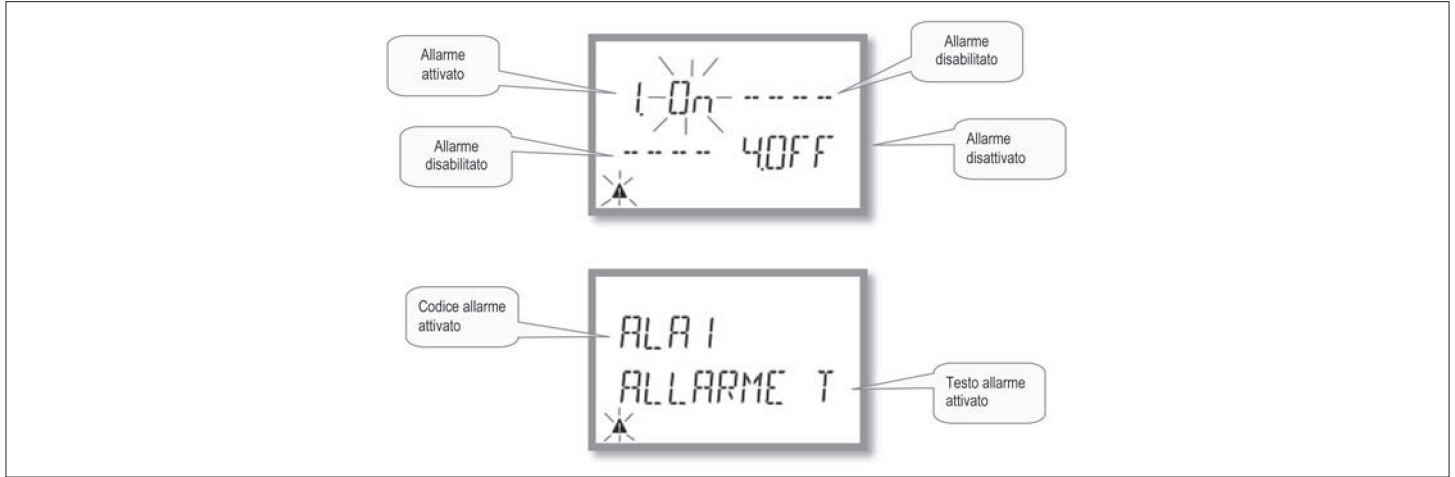 Allarme
attivato
Allarme
disabilitato
1. On ----
---- 4.OFF
Allarme
disabilitato
Allarme
disattivato
Codice allarme
attivato
ALA1
ALLARME T
Testo allarme
attivato